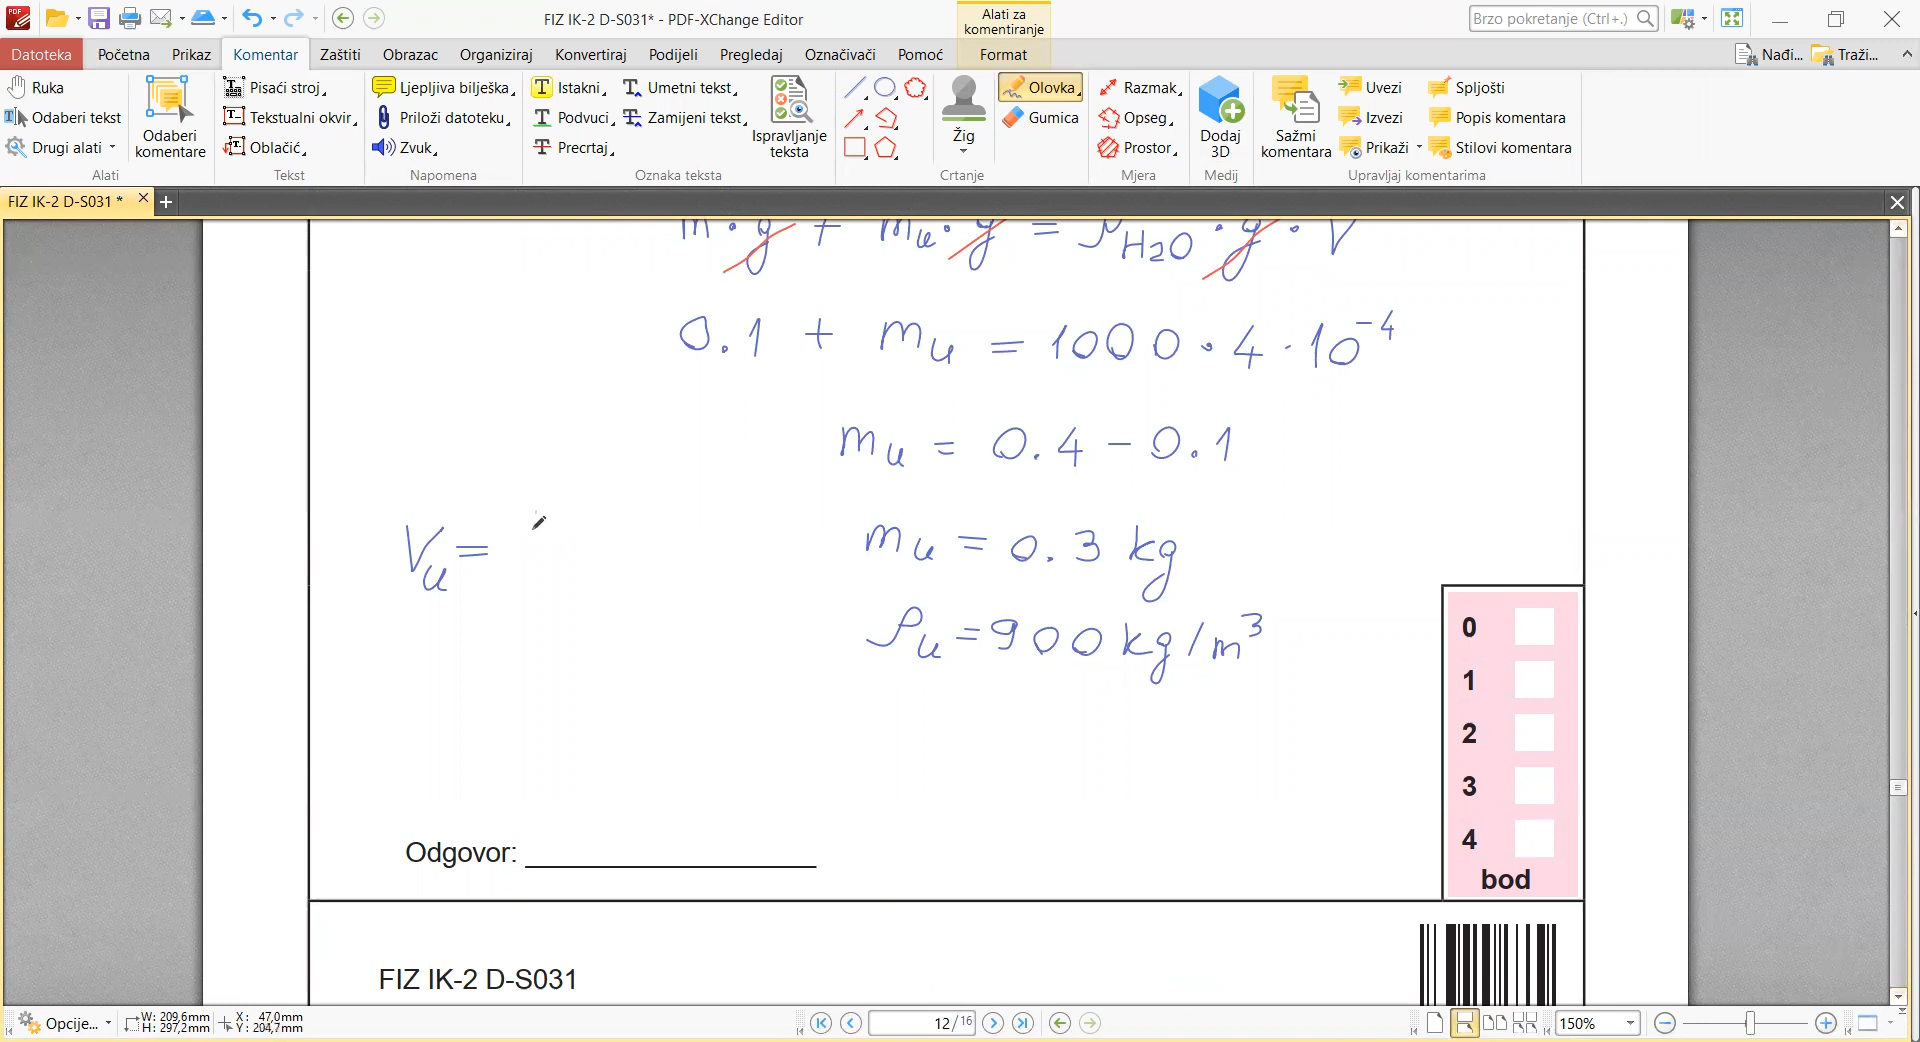 FIZ IK-2 D-S031* - PDF-XChange Editor
Alati za komentiranje
Brzo pokretanje (Ctrl+.)
Datoteka Početna Prikaz Komentar Zaštiti Obrazac Organiziraj Konvertiraj Podijeli Pregledaj Označivači Pomoć Format Nađi... Traži...
Ruka Pisaći stroj Ljepljiva bilješka Istakni Umetni tekst Olovka Razmak Uvezi Spljošti
Odaberi tekst Tekstualni okvir Priloži datoteku Podvuci Zamijeni tekst Gumica Opseg Izvezi Popis komentara
Drugi alati Odaberi komentare Oblačić Zvuk Precrtaj Ispravljanje teksta Žig Prostor Dodaj 3D Sažmi komentara Prikaži Stilovi komentara
Alati Tekst Napomena Oznaka teksta Crtanje Mjera Medij Upravljaj komentarima
FIZ IK-2 D-S031 *
m · g + mu · g = ρH2O · g · V
0.1 + mu = 1000 · 4 · 10⁻⁴
mu = 0.4 - 0.1
Vu =
mu = 0.3 kg
ρu = 900 kg/m³
0
1
2
3
4
bod
Odgovor: ____________________
FIZ IK-2 D-S031
Opcije... W: 209,6mm X: 47,0mm 12/16 150%
H: 297,2mm Y: 204,7mm